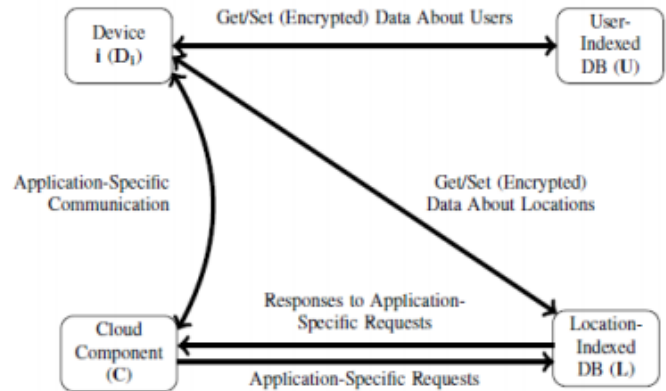 Get/Set (Encrypted) Data About Users
Device
i (D₁)
User-
Indexed
DB (U)
Application-Specific
Communication
Get/Set (Encrypted)
Data About Locations
Responses to Application-
Specific Requests
Cloud
Component
(C)
Location-
Indexed
DB (L)
Application-Specific Requests